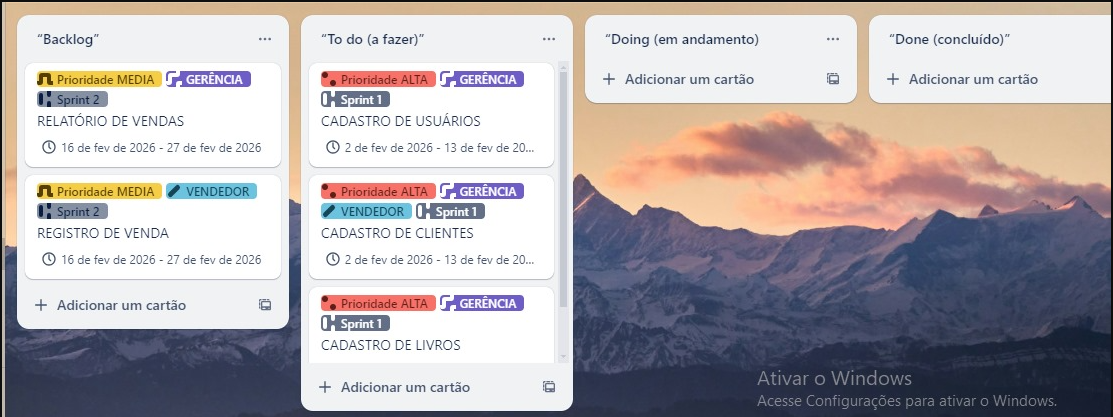 “Backlog”
Prioridade MEDIA GERÊNCIA
Sprint 2
RELATÓRIO DE VENDAS
16 de fev de 2026 - 27 de fev de 2026
Prioridade MEDIA VENDEDOR
Sprint 2
REGISTRO DE VENDA
16 de fev de 2026 - 27 de fev de 2026
Adicionar um cartão
“To do (a fazer)”
Prioridade ALTA GERÊNCIA
Sprint 1
CADASTRO DE USUÁRIOS
2 de fev de 2026 - 13 de fev de 20...
Prioridade ALTA GERÊNCIA
VENDEDOR Sprint 1
CADASTRO DE CLIENTES
2 de fev de 2026 - 13 de fev de 20...
Prioridade ALTA GERÊNCIA
Sprint 1
CADASTRO DE LIVROS
Adicionar um cartão
“Doing (em andamento)
Adicionar um cartão
“Done (concluído)”
Adicionar um cartão
Ativar o Windows
Acesse Configurações para ativar o Windows.